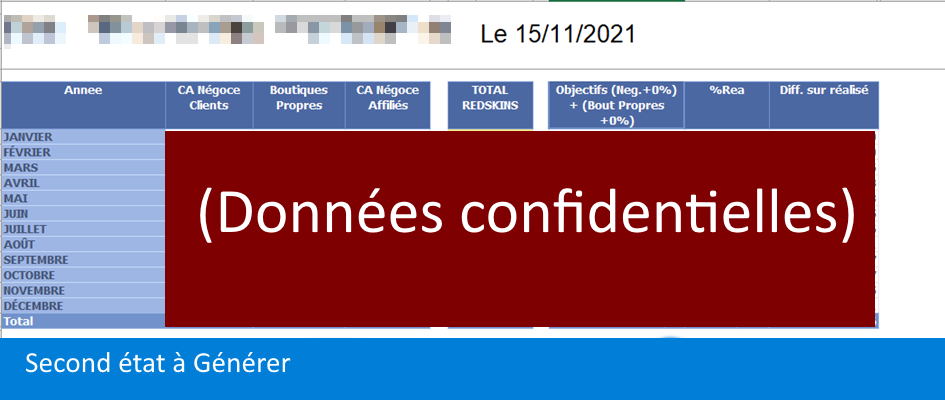 Le 15/11/2021
Annee CA Négoce Boutiques CA Négoce TOTAL Objectifs (Neg.+0%) %Rea Diff. sur réalisé
Clients Propres Affiliés REDSKINS + (Bout Propres
+0%)
JANVIER
FÉVRIER
MARS
AVRIL
MAI
JUIN
JUILLET
AOÛT
SEPTEMBRE
OCTOBRE
NOVEMBRE
DÉCEMBRE
Total
(Données confidentielles)
Second état à Générer